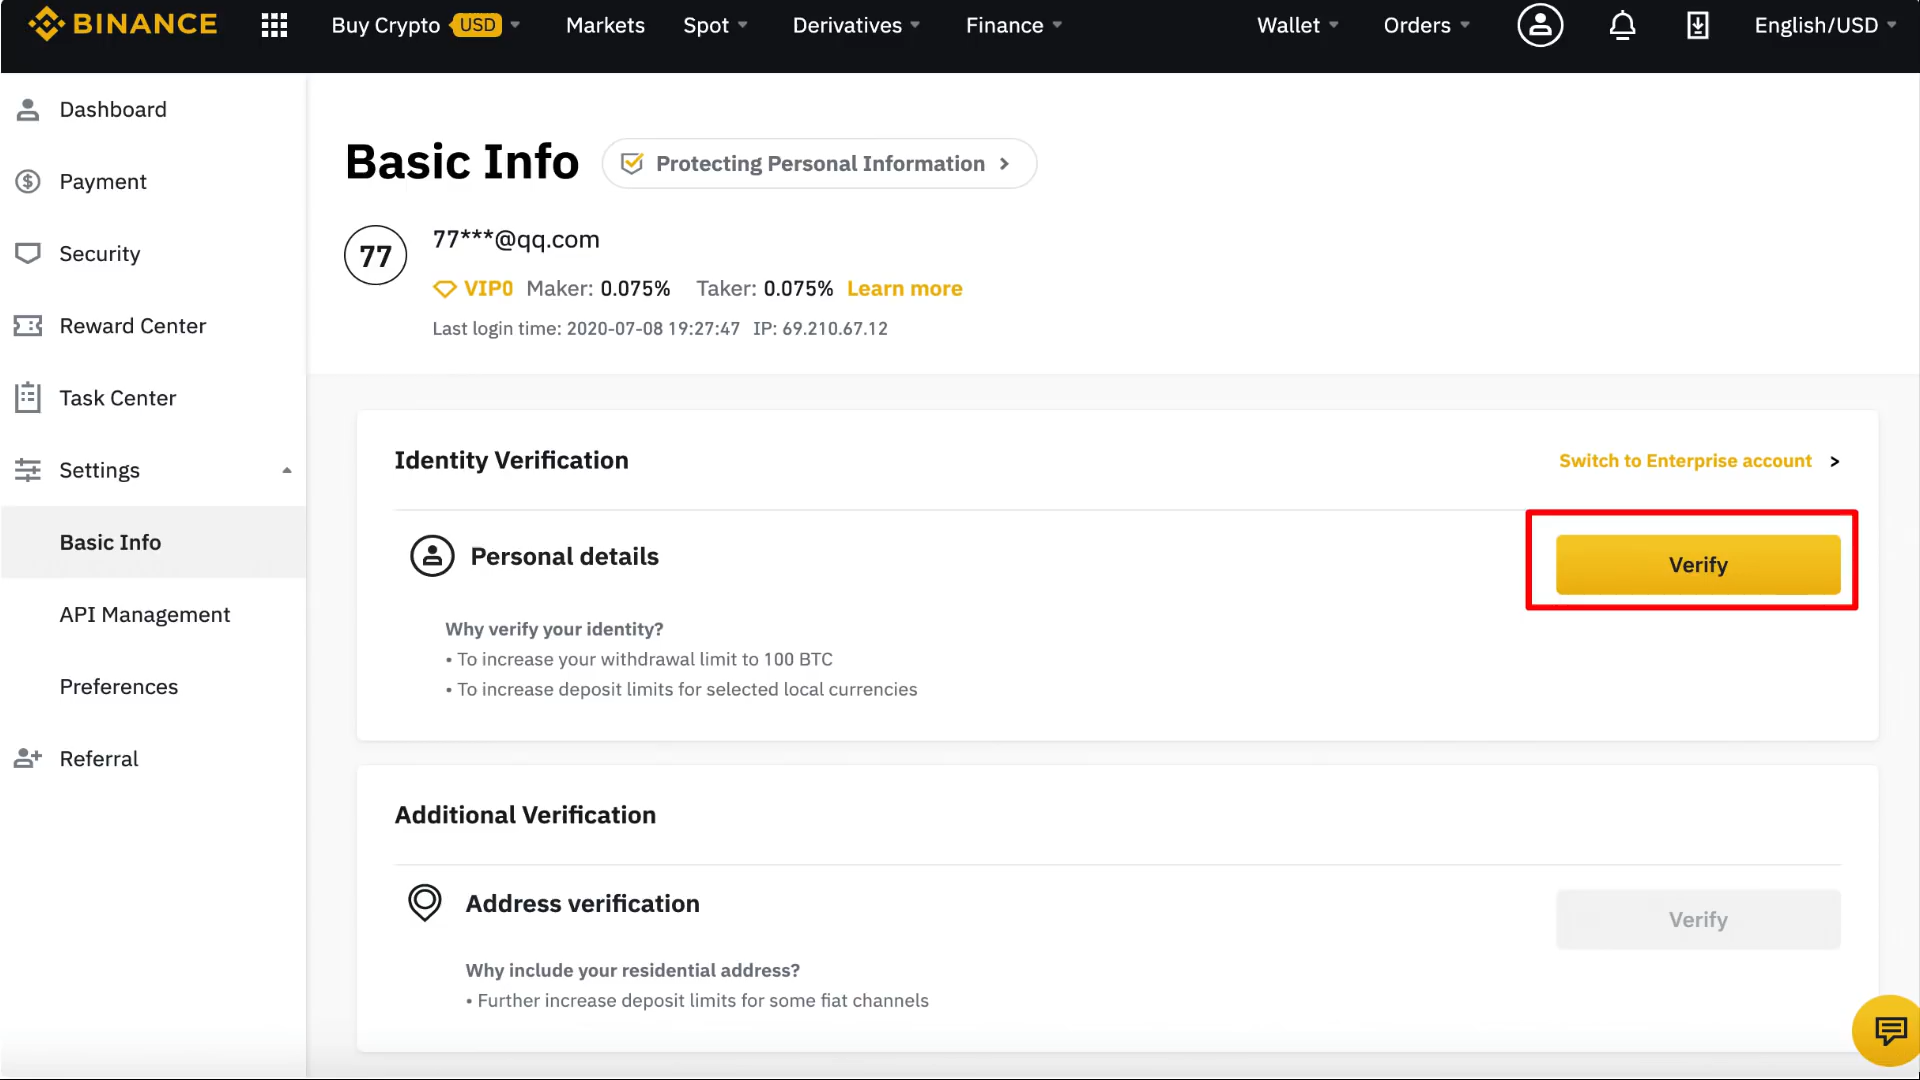 BINANCE
Buy Crypto USD
Markets
Spot
Derivatives
Finance
Wallet
Orders
English/USD
Dashboard
Payment
Security
Reward Center
Task Center
Settings
Basic Info
API Management
Preferences
Referral
Basic Info
Protecting Personal Information
77
77***@qq.com
VIP0 Maker: 0.075% Taker: 0.075% Learn more
Last login time: 2020-07-08 19:27:47 IP: 69.210.67.12
Identity Verification
Switch to Enterprise account >
Personal details
Verify
Why verify your identity?
• To increase your withdrawal limit to 100 BTC
• To increase deposit limits for selected local currencies
Additional Verification
Address verification
Verify
Why include your residential address?
• Further increase deposit limits for some fiat channels